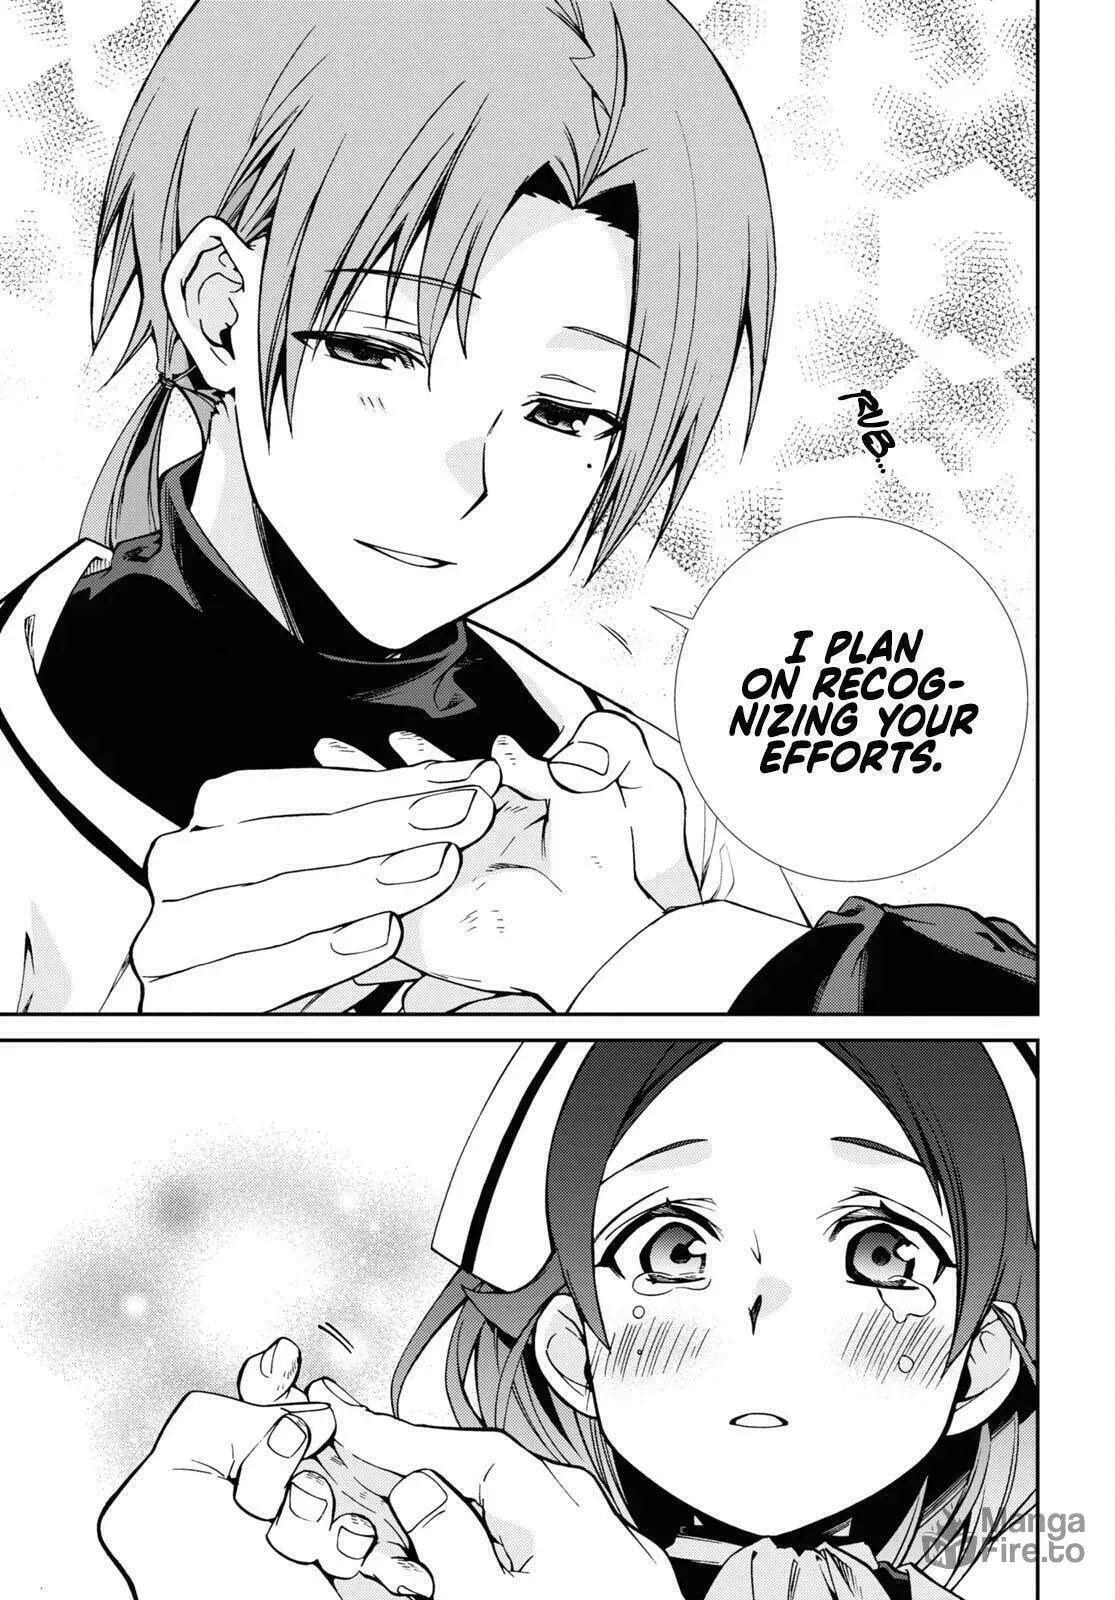 RUB...
I PLAN
ON RECOG-
NIZING YOUR
EFFORTS.
Manga
Fire.to